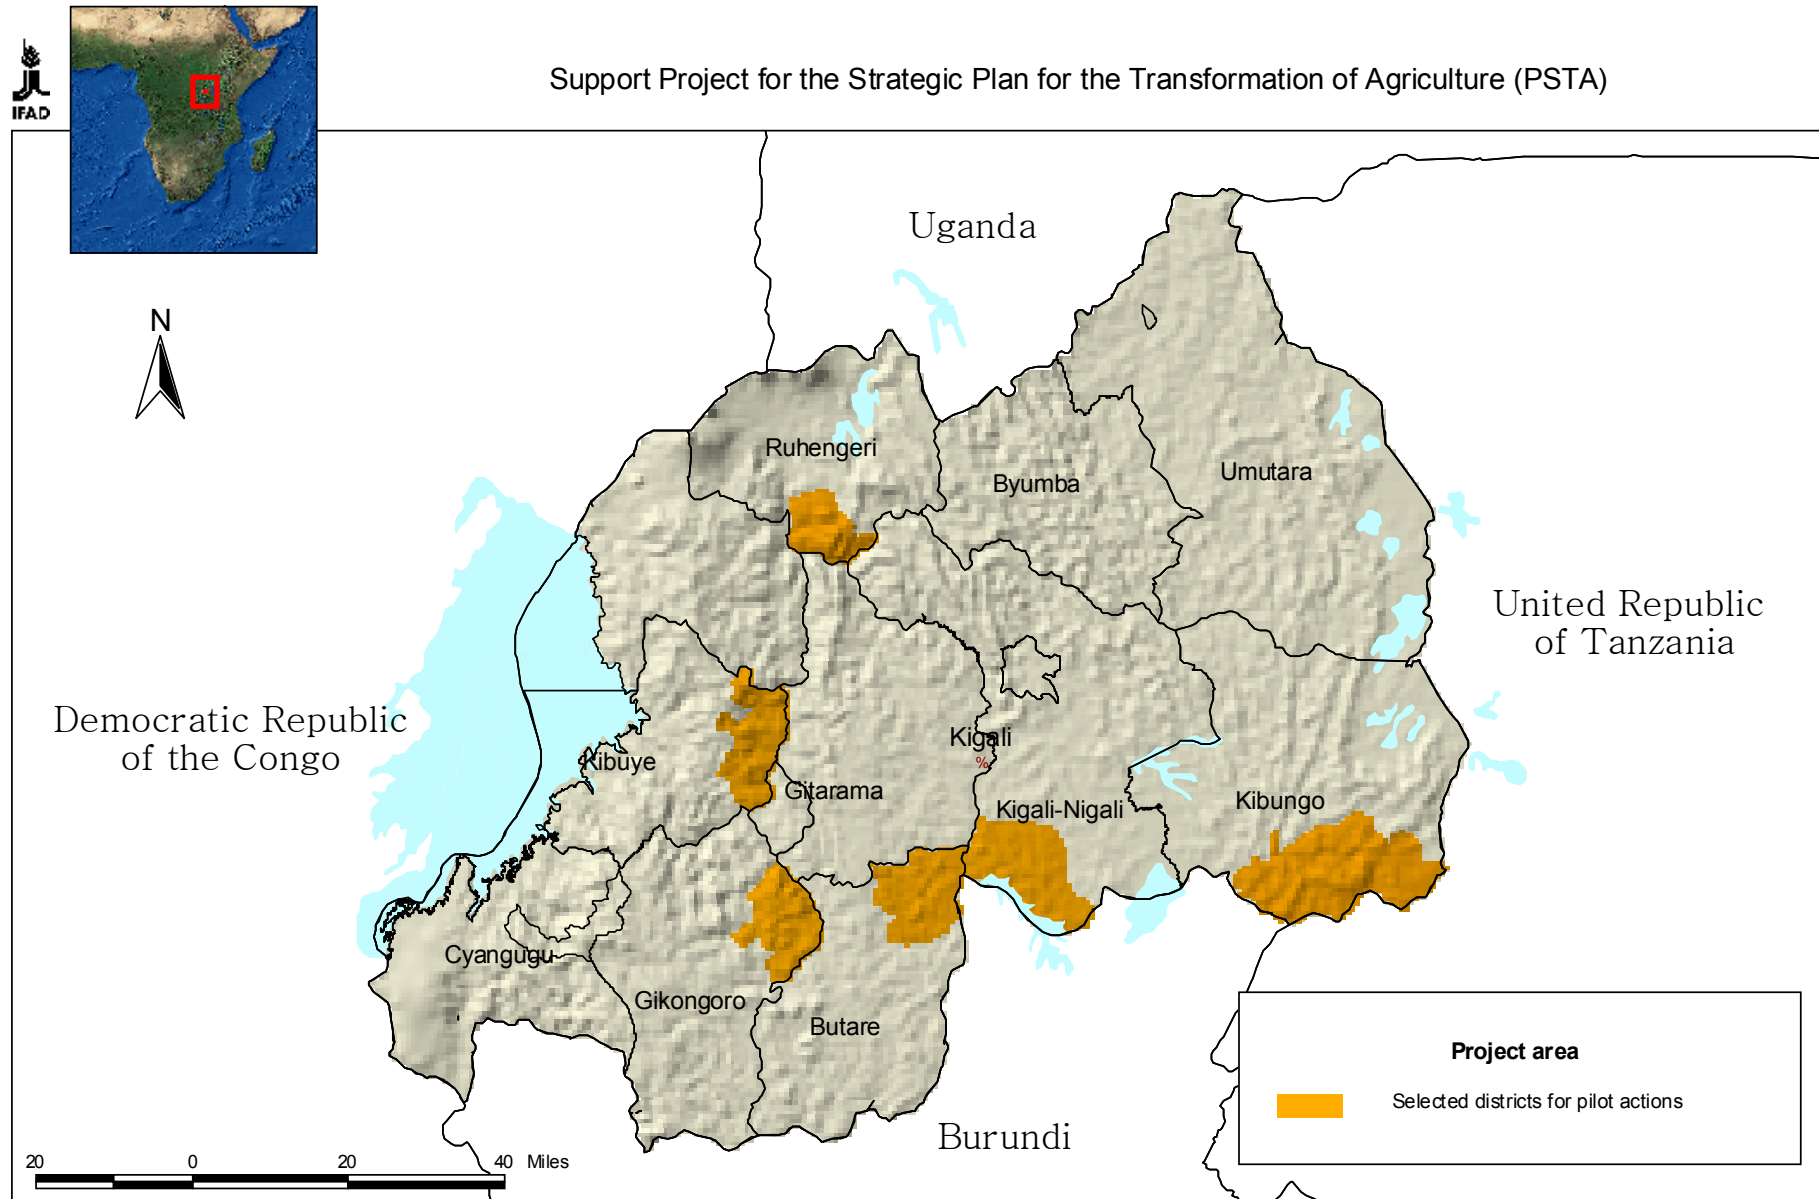 IFAD
Support Project for the Strategic Plan for the Transformation of Agriculture (PSTA)
N
Uganda
Ruhengeri
Byumba
Umutara
United Republic
of Tanzania
Democratic Republic
of the Congo
Kibuye
Kigali
%
Gitarama
Kigali-Nigali
Kibungo
Cyangugu
Gikongoro
Butare
Burundi
Project area
Selected districts for pilot actions
20 0 20 40 Miles